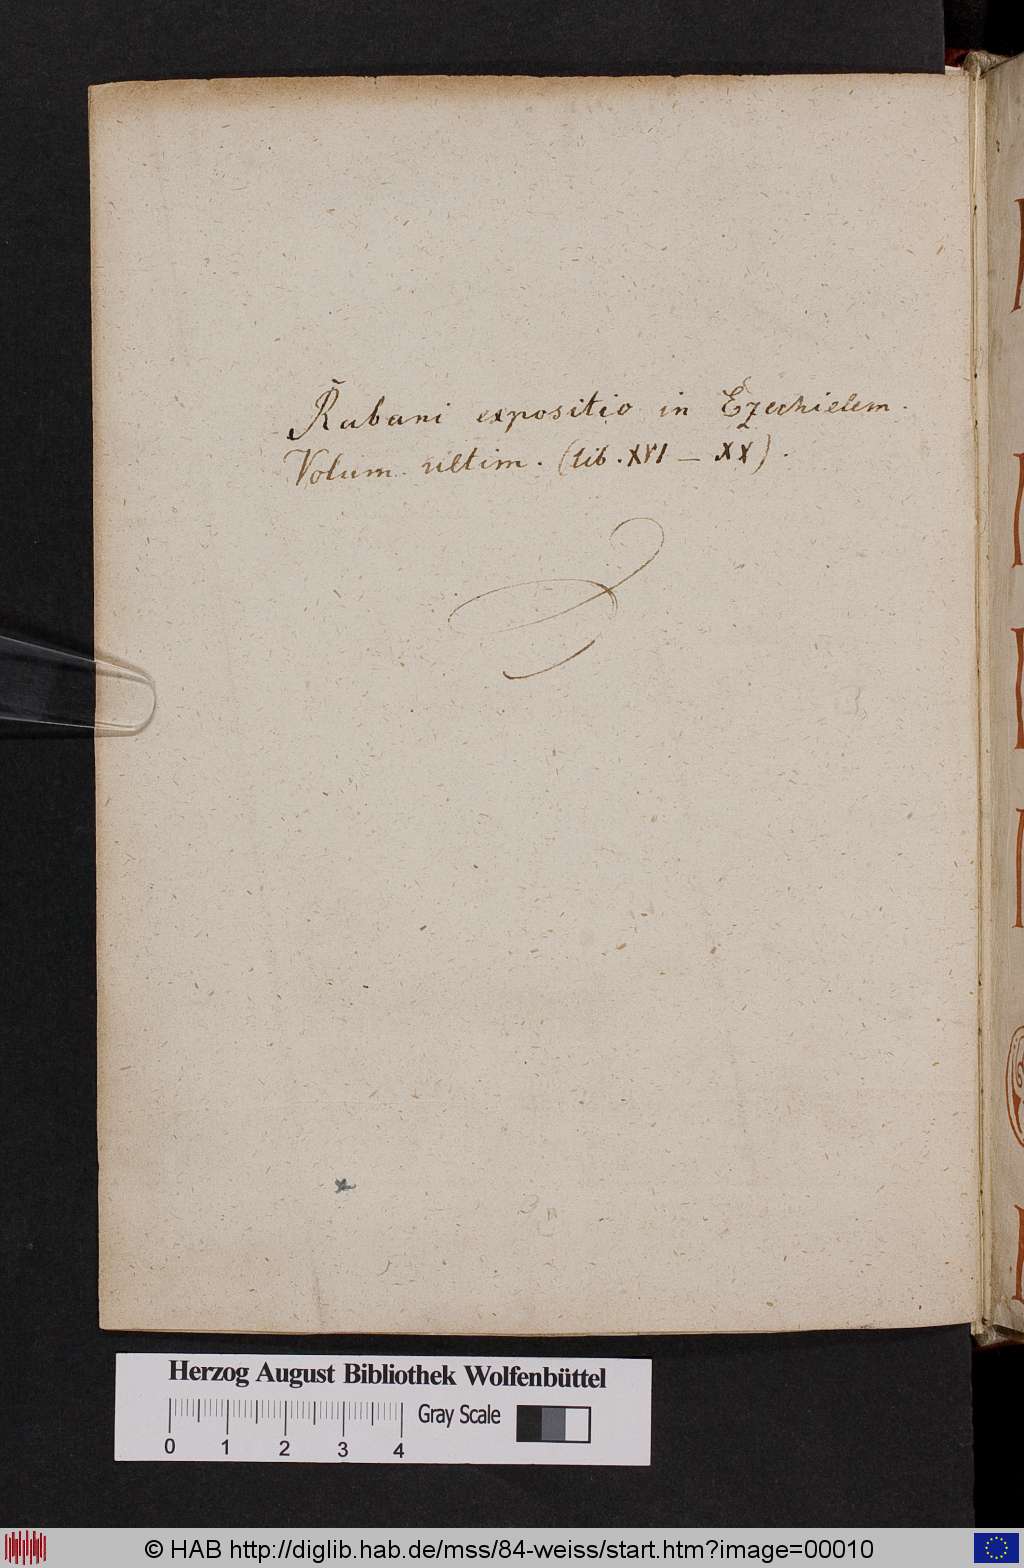 Rabani expositio in Ezechielem.
Volum. ultim. (lib. XVI – XX).
Herzog August Bibliothek Wolfenbüttel
Gray Scale
0 1 2 3 4
© HAB http://diglib.hab.de/mss/84-weiss/start.htm?image=00010